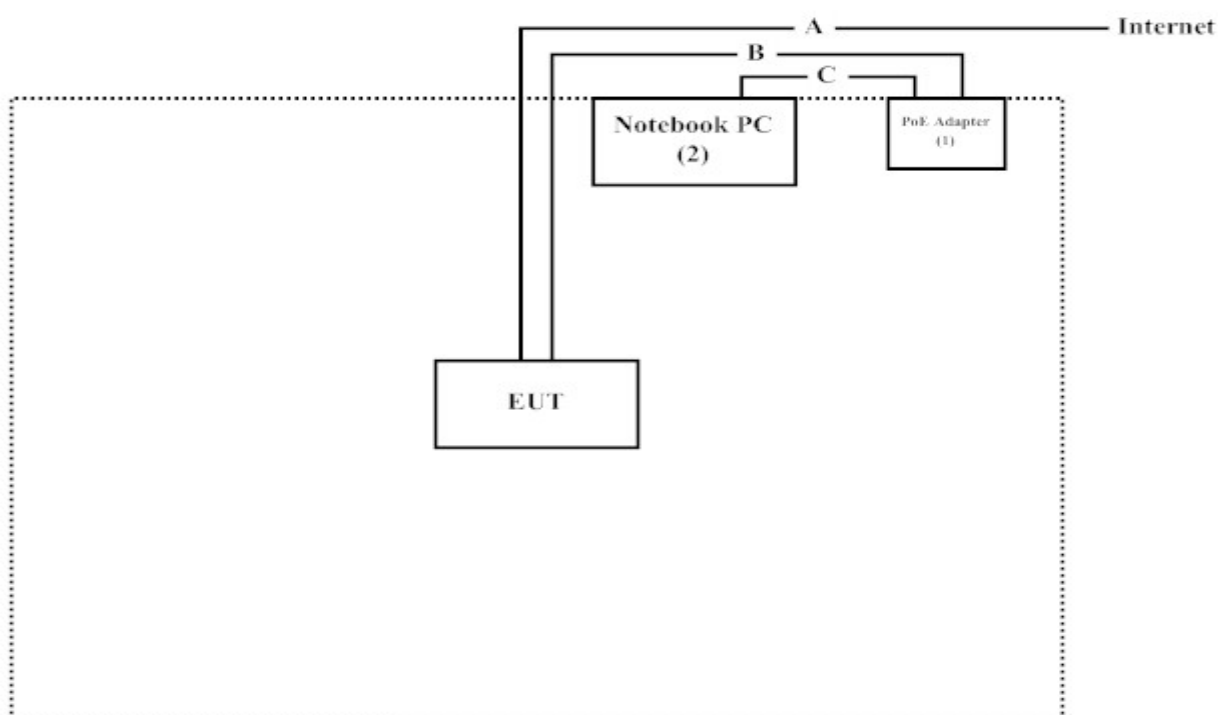 A
Internet
B
C
Notebook PC
(2)
PoE Adapter
(1)
EUT